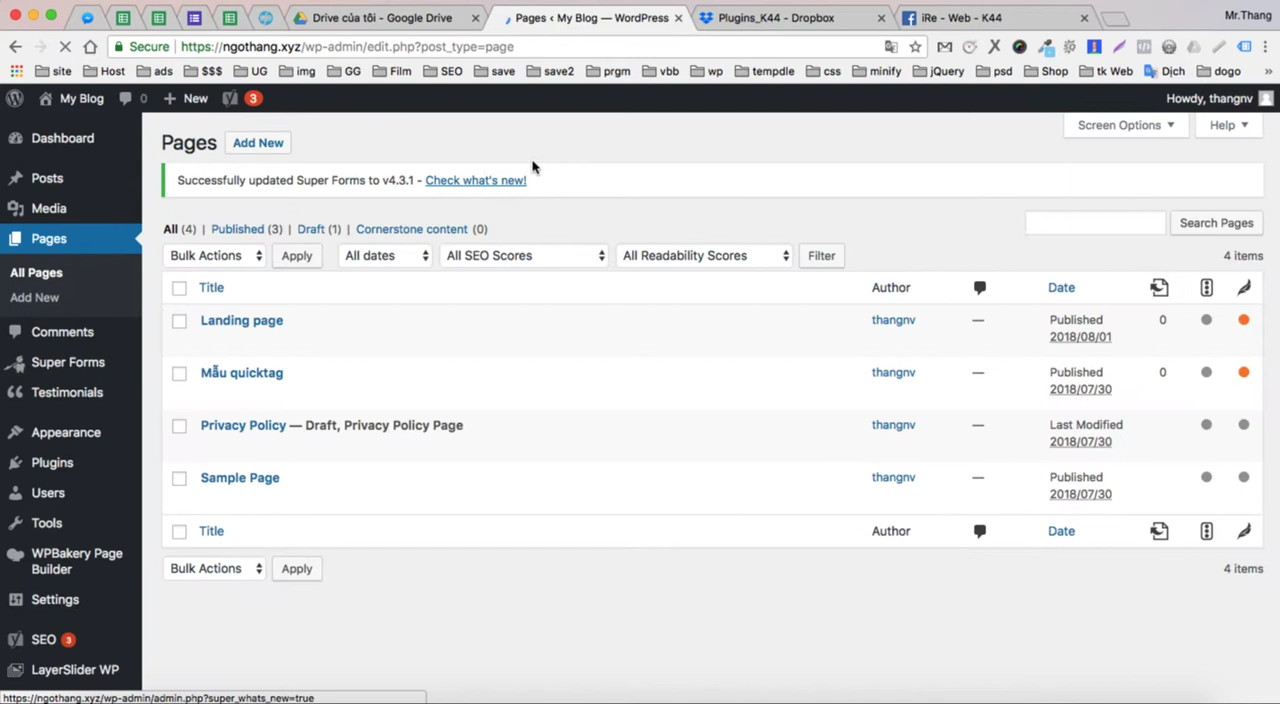 Drive của tôi - Google Drive
Pages ‹ My Blog — WordPress
Plugins_K44 - Dropbox
iRe - Web - K44
Mr.Thang
Secure https://ngothang.xyz/wp-admin/edit.php?post_type=page
site Host ads $$$ UG img GG Film SEO save save2 prgm vbb wp tempdle css minify jQuery psd Shop tk Web Dịch dogo »
My Blog 0 New 3 Howdy, thangnv
Dashboard
Posts
Media
Pages
All Pages
Add New
Comments
Super Forms
Testimonials
Appearance
Plugins
Users
Tools
WPBakery Page
Builder
Settings
SEO 3
LayerSlider WP
Screen Options Help
Pages Add New
Successfully updated Super Forms to v4.3.1 - Check what's new!
All (4) | Published (3) | Draft (1) | Cornerstone content (0)
Search Pages
Bulk Actions Apply All dates All SEO Scores All Readability Scores Filter 4 items
Title Author Date
Landing page thangnv — Published 0
2018/08/01
Mẫu quicktag thangnv — Published 0
2018/07/30
Privacy Policy — Draft, Privacy Policy Page thangnv — Last Modified
2018/07/30
Sample Page thangnv — Published
2018/07/30
Title Author Date
Bulk Actions Apply 4 items
https://ngothang.xyz/wp-admin/admin.php?super_whats_new=true